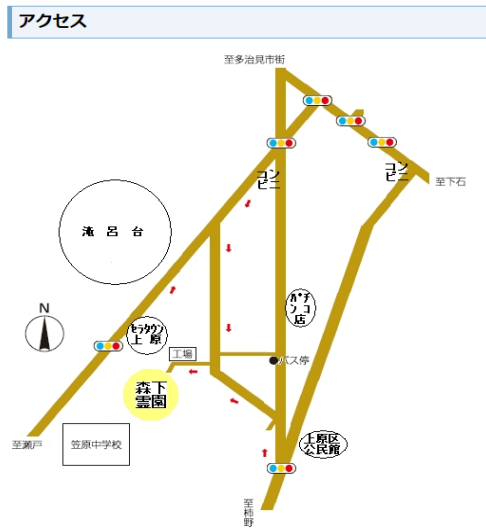 アクセス
至多治見市街
コン
ビニ
コン
ビニ
至下石
滝呂台
N
パチ
ンコ
店
セラタウン
上原
工場
バス停
森下
霊園
至瀬戸
笠原中学校
上原区
公民館
至柿野